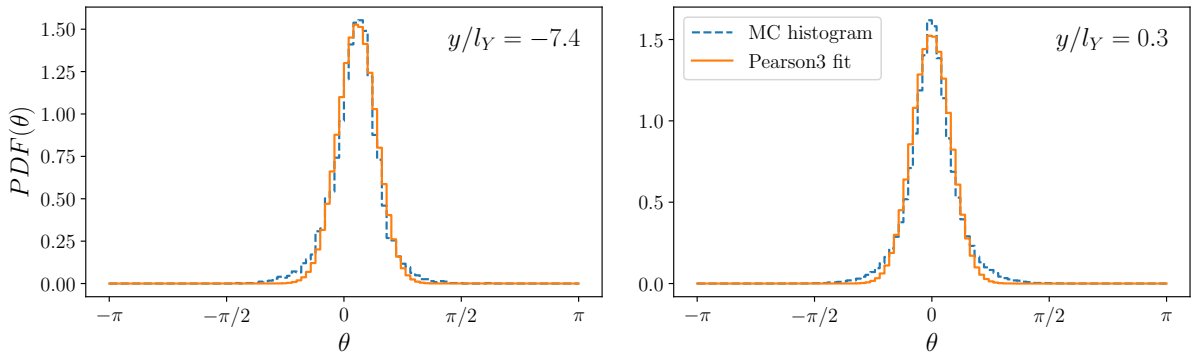 1.50
1.25
1.00
0.75
0.50
0.25
0.00
PDF(θ)
y/l_Y = −7.4
−π
−π/2
0
π/2
π
θ
1.5
1.0
0.5
0.0
MC histogram
Pearson3 fit
y/l_Y = 0.3
−π
−π/2
0
π/2
π
θ